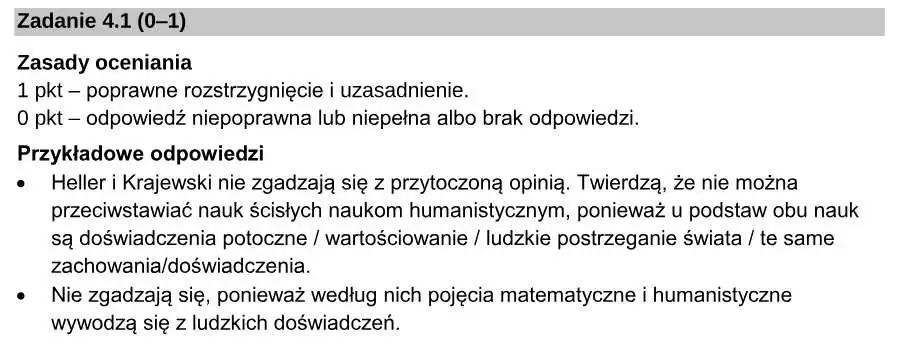 Zadanie 4.1 (0–1)
Zasady oceniania
1 pkt – poprawne rozstrzygnięcie i uzasadnienie.
0 pkt – odpowiedź niepoprawna lub niepełna albo brak odpowiedzi.
Przykładowe odpowiedzi
• Heller i Krajewski nie zgadzają się z przytoczoną opinią. Twierdzą, że nie można
przeciwstawiać nauk ścisłych naukom humanistycznym, ponieważ u podstaw obu nauk
są doświadczenia potoczne / wartościowanie / ludzkie postrzeganie świata / te same
zachowania/doświadczenia.
• Nie zgadzają się, ponieważ według nich pojęcia matematyczne i humanistyczne
wywodzą się z ludzkich doświadczeń.